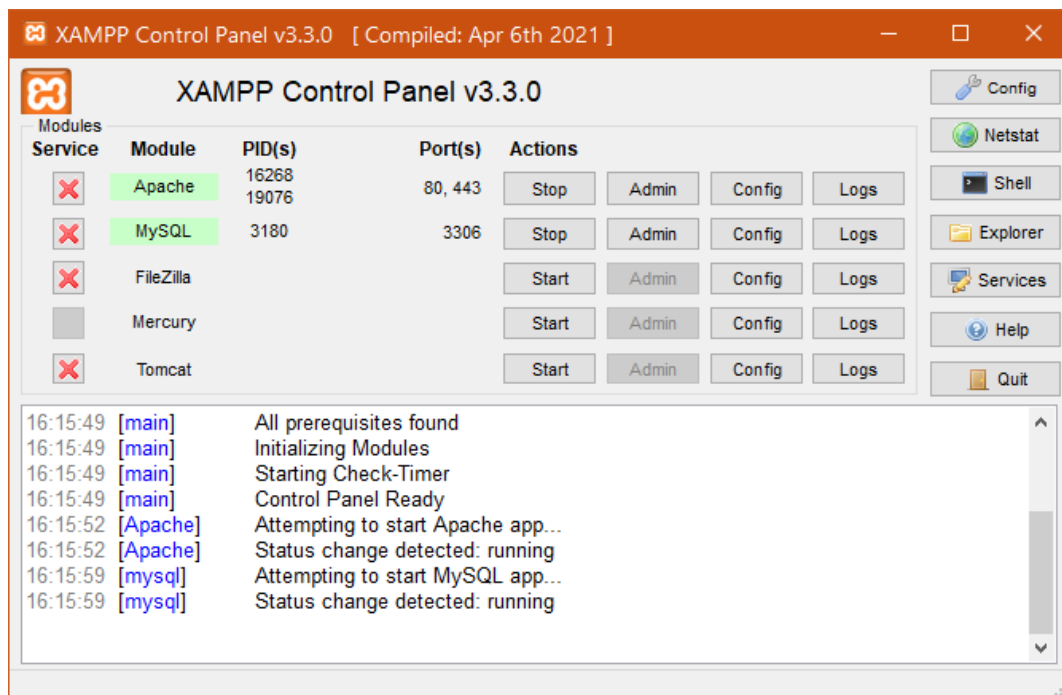 XAMPP Control Panel v3.3.0 [ Compiled: Apr 6th 2021 ]
XAMPP Control Panel v3.3.0
Config
Netstat
Shell
Explorer
Services
Help
Quit
Modules
Service Module PID(s) Port(s) Actions
Apache 16268 19076 80, 443 Stop Admin Config Logs
MySQL 3180 3306 Stop Admin Config Logs
FileZilla Start Admin Config Logs
Mercury Start Admin Config Logs
Tomcat Start Admin Config Logs
16:15:49 [main] All prerequisites found
16:15:49 [main] Initializing Modules
16:15:49 [main] Starting Check-Timer
16:15:49 [main] Control Panel Ready
16:15:52 [Apache] Attempting to start Apache app...
16:15:52 [Apache] Status change detected: running
16:15:59 [mysql] Attempting to start MySQL app...
16:15:59 [mysql] Status change detected: running